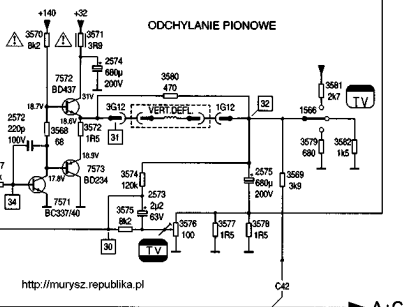 ODCHYLANIE PIONOWE
+140 +32
3570 8k2
3571 3R9
2574 680µ 200V
7572 BD437
31V
3580 470
3581 2k7
TV
2572 220p 100V
18.7V
18.6V
3G12
VERT.DEFL.
1G12
32
1566
3568 68
3572 1R5
31
3579 680
3582 1k5
18.9V
7573 BD234
17.8V
34
7571 BC337/40
3574 120k
2573 2µ2 63V
2575 680µ 200V
3569 3k9
3575 8k2
30
TV
3576 100
3577 1R5
3578 1R5
http://murysz.republika.pl
C42